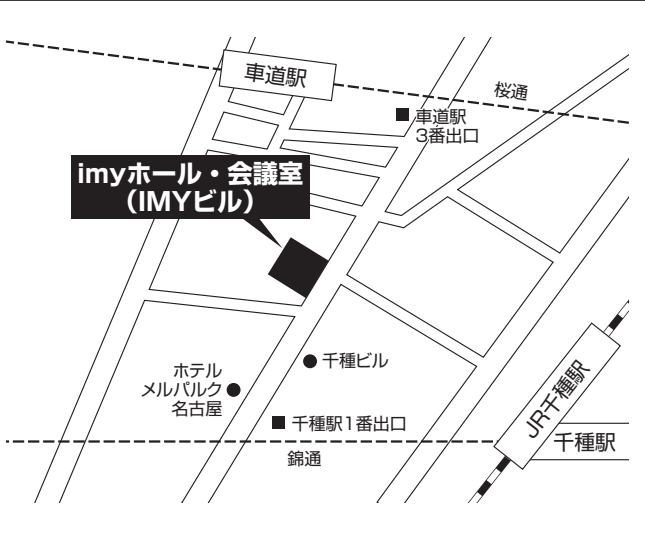 車道駅
桜通
車道駅
3番出口
imyホール・会議室
（IMYビル）
千種ビル
ホテル
メルパルク
名古屋
千種駅1番出口
錦通
JR千種駅
千種駅